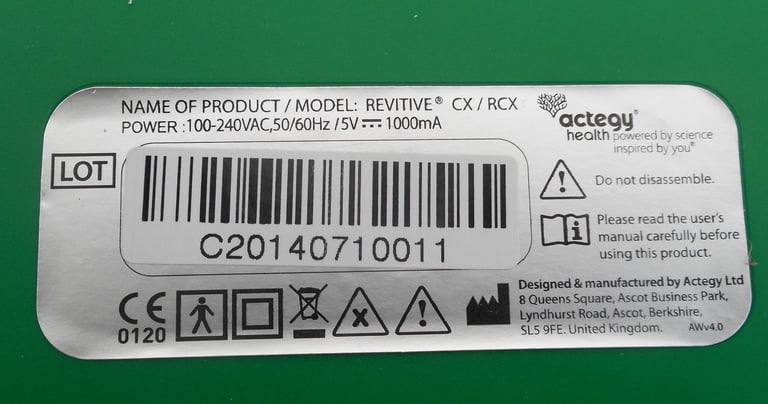 NAME OF PRODUCT / MODEL: REVITIVE® CX / RCX
POWER :100-240VAC,50/60Hz /5V⎓ 1000mA
actegy®
health powered by science
inspired by you®
LOT
C20140710011
Do not disassemble.
Please read the user's
manual carefully before
using this product.
CE
0120
Designed & manufactured by Actegy Ltd
8 Queens Square, Ascot Business Park,
Lyndhurst Road, Ascot, Berkshire,
SL5 9FE. United Kingdom. AWv4.0